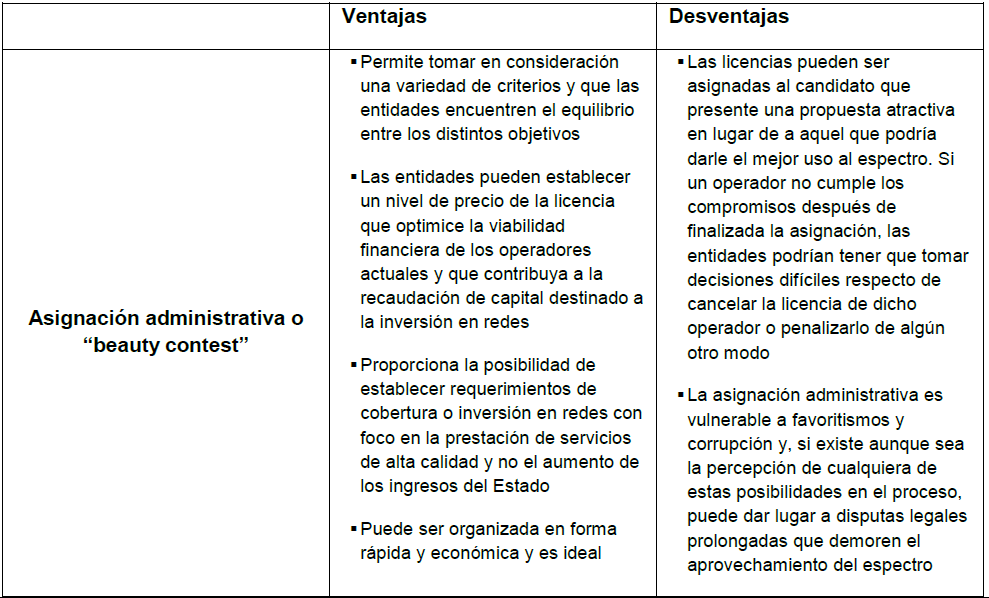 Ventajas
Desventajas
Asignación administrativa o
“beauty contest”
▪ Permite tomar en consideración
una variedad de criterios y que las
entidades encuentren el equilibrio
entre los distintos objetivos
▪ Las entidades pueden establecer
un nivel de precio de la licencia
que optimice la viabilidad
financiera de los operadores
actuales y que contribuya a la
recaudación de capital destinado a
la inversión en redes
▪ Proporciona la posibilidad de
establecer requerimientos de
cobertura o inversión en redes con
foco en la prestación de servicios
de alta calidad y no el aumento de
los ingresos del Estado
▪ Puede ser organizada en forma
rápida y económica y es ideal
▪ Las licencias pueden ser
asignadas al candidato que
presente una propuesta atractiva
en lugar de a aquel que podría
darle el mejor uso al espectro. Si
un operador no cumple los
compromisos después de
finalizada la asignación, las
entidades podrían tener que tomar
decisiones difíciles respecto de
cancelar la licencia de dicho
operador o penalizarlo de algún
otro modo
▪ La asignación administrativa es
vulnerable a favoritismos y
corrupción y, si existe aunque sea
la percepción de cualquiera de
estas posibilidades en el proceso,
puede dar lugar a disputas legales
prolongadas que demoren el
aprovechamiento del espectro